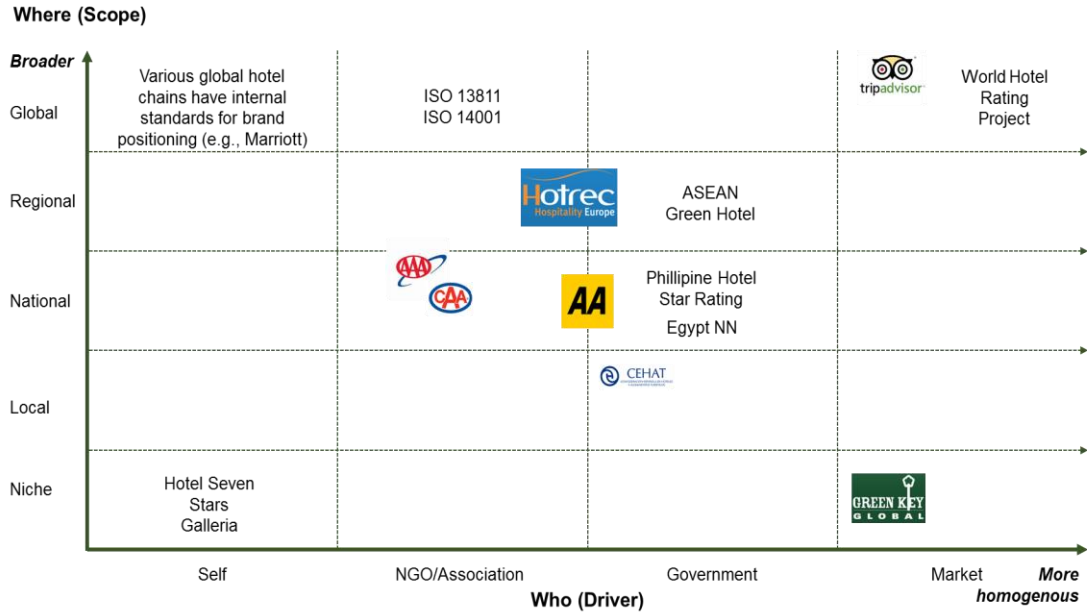 Where (Scope)
Broader
Global
Various global hotel
chains have internal
standards for brand
positioning (e.g., Marriott)
ISO 13811
ISO 14001
tripadvisor
World Hotel
Rating
Project
Regional
Hotrec
Hospitality Europe
ASEAN
Green Hotel
National
AAA
CAA
AA
Phillipine Hotel
Star Rating
Egypt NN
Local
CEHAT
Niche
Hotel Seven
Stars
Galleria
GREEN KEY
GLOBAL
Self
NGO/Association
Government
Market
More
homogenous
Who (Driver)